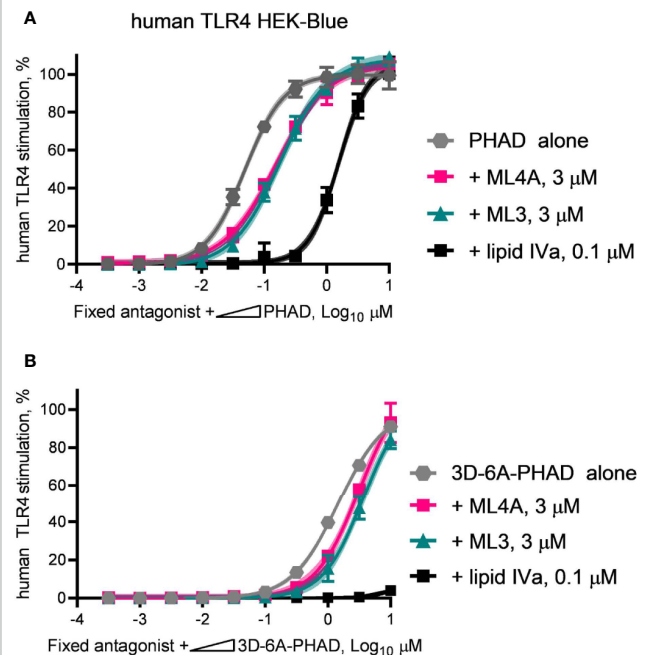 A
human TLR4 HEK-Blue
human TLR4 stimulation, %
100
80
60
40
20
0
-4 -3 -2 -1 0 1
Fixed antagonist + PHAD, Log10 μM
PHAD alone
+ ML4A, 3 μM
+ ML3, 3 μM
+ lipid IVa, 0.1 μM
B
human TLR4 stimulation, %
100
80
60
40
20
0
-4 -3 -2 -1 0 1
Fixed antagonist + 3D-6A-PHAD, Log10 μM
3D-6A-PHAD alone
+ ML4A, 3 μM
+ ML3, 3 μM
+ lipid IVa, 0.1 μM